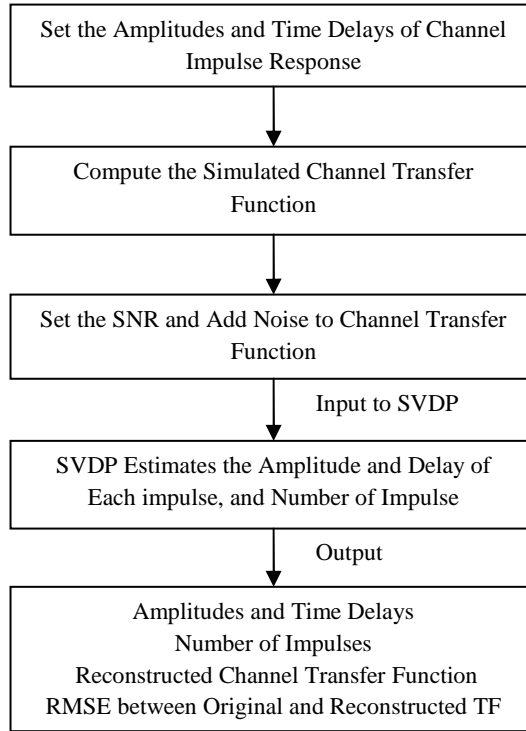 Set the Amplitudes and Time Delays of Channel
Impulse Response
Compute the Simulated Channel Transfer
Function
Set the SNR and Add Noise to Channel Transfer
Function
Input to SVDP
SVDP Estimates the Amplitude and Delay of
Each impulse, and Number of Impulse
Output
Amplitudes and Time Delays
Number of Impulses
Reconstructed Channel Transfer Function
RMSE between Original and Reconstructed TF